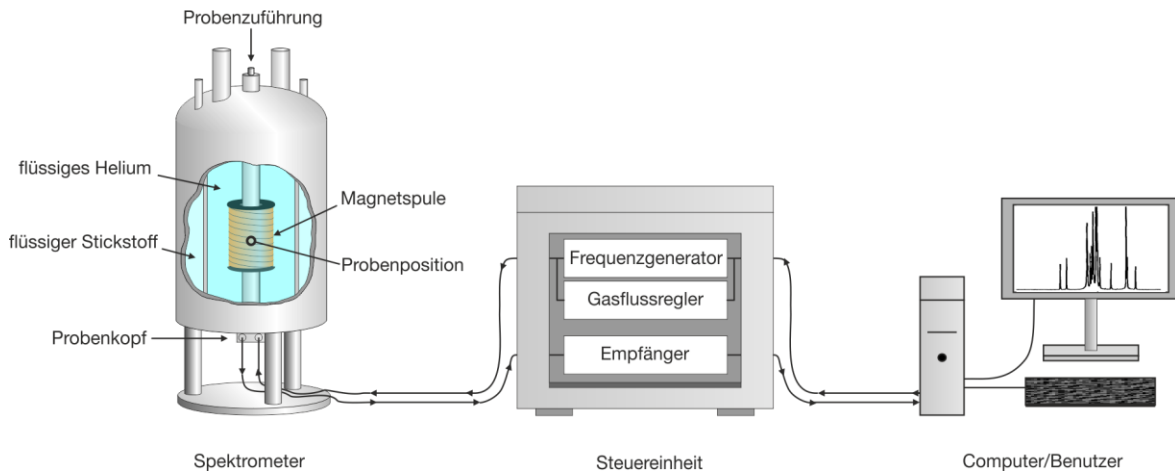 Probenzuführung
flüssiges Helium
flüssiger Stickstoff
Magnetspule
Probenposition
Probenkopf
Frequenzgenerator
Gasflussregler
Empfänger
Spektrometer
Steuereinheit
Computer/Benutzer